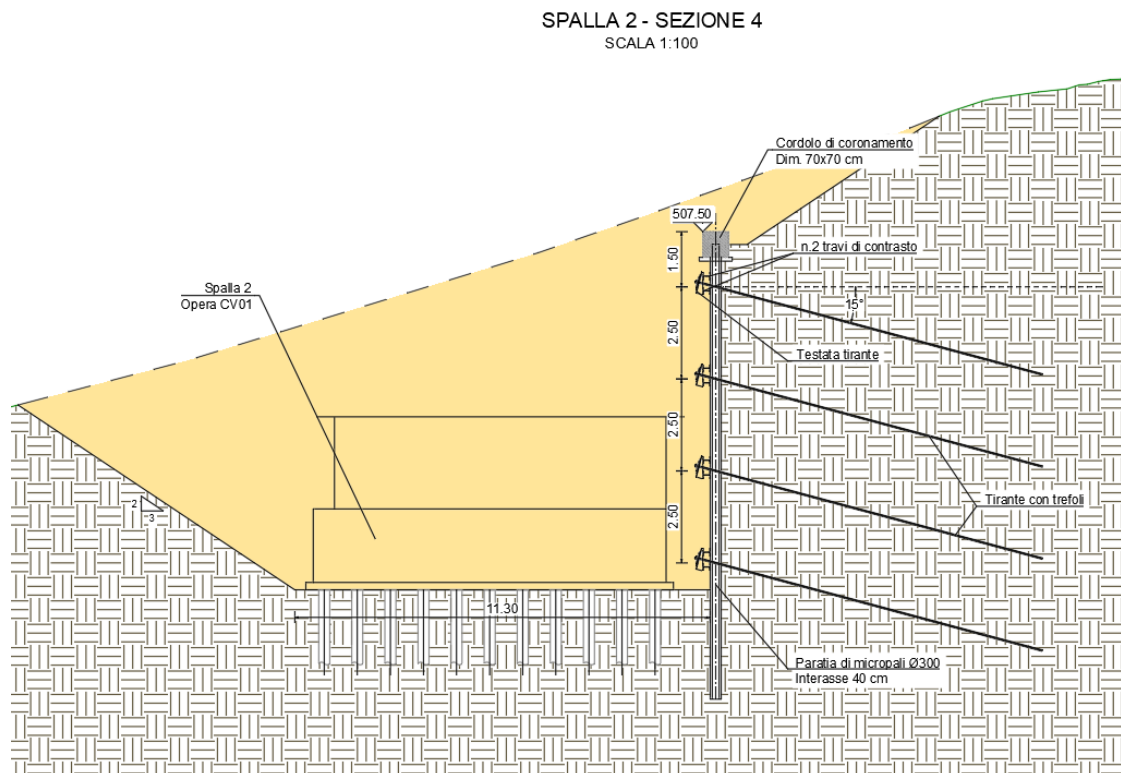 SPALLA 2 - SEZIONE 4
SCALA 1:100
Cordolo di coronamento
Dim. 70x70 cm
507.50
n.2 travi di contrasto
1.50
Spalla 2
Opera CV01
15°
2.50
Testata tirante
2.50
2
3
Tirante con trefoli
2.50
11.30
Paratia di micropali Ø300
Interasse 40 cm